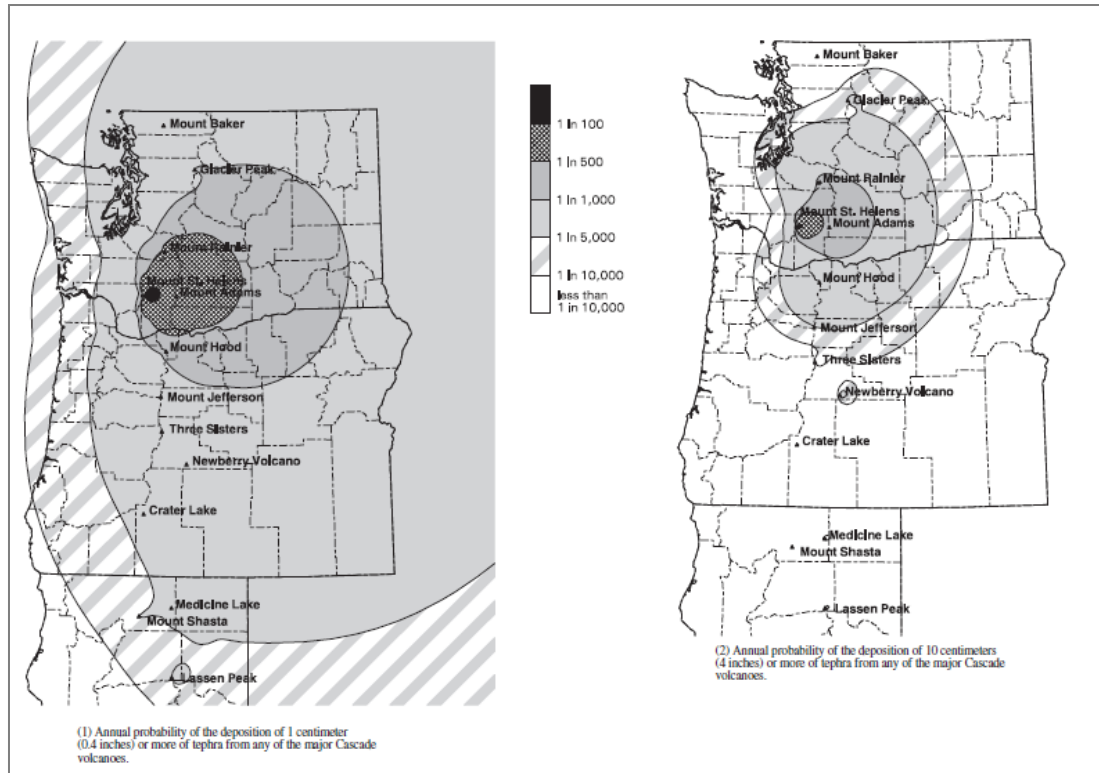 Mount Baker
Glacier Peak
Mount Rainier
Mount St. Helens
Mount Adams
Mount Hood
Mount Jefferson
Three Sisters
Newberry Volcano
Crater Lake
Medicine Lake
Mount Shasta
Lassen Peak
(1) Annual probability of the deposition of 1 centimeter
(0.4 inches) or more of tephra from any of the major Cascade
volcanoes.
1 In 100
1 In 500
1 In 1,000
1 In 5,000
1 In 10,000
less than
1 in 10,000
Mount Baker
Glacier Peak
Mount Rainier
Mount St. Helens
Mount Adams
Mount Hood
Mount Jefferson
Three Sisters
Newberry Volcano
Crater Lake
Medicine Lake
Mount Shasta
Lassen Peak
(2) Annual probability of the deposition of 10 centimeters
(4 inches) or more of tephra from any of the major Cascade
volcanoes.